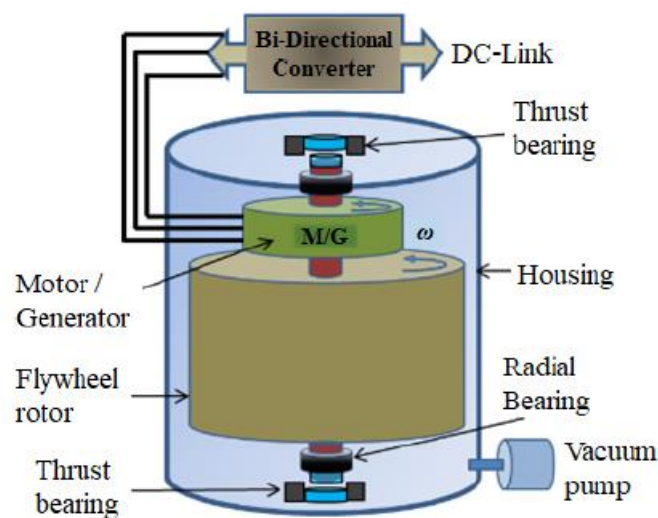 Bi-Directional
Converter
DC-Link
Thrust
bearing
M/G
ω
Motor /
Generator
Housing
Flywheel
rotor
Radial
Bearing
Thrust
bearing
Vacuum
pump